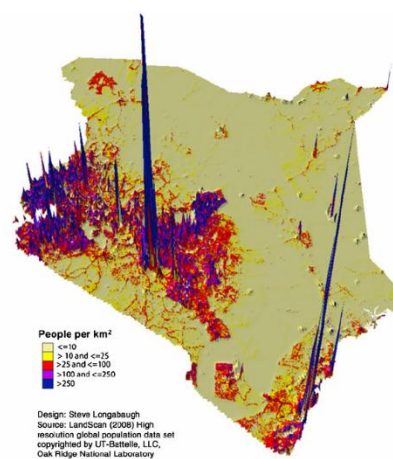 People per km²
<=10
> 10 and <=25
>25 and <=100
>100 and <=250
>250
Design: Steve Longabaugh
Source: LandScan (2008) High
resolution global population data set
copyrighted by UT-Battelle, LLC,
Oak Ridge National Laboratory